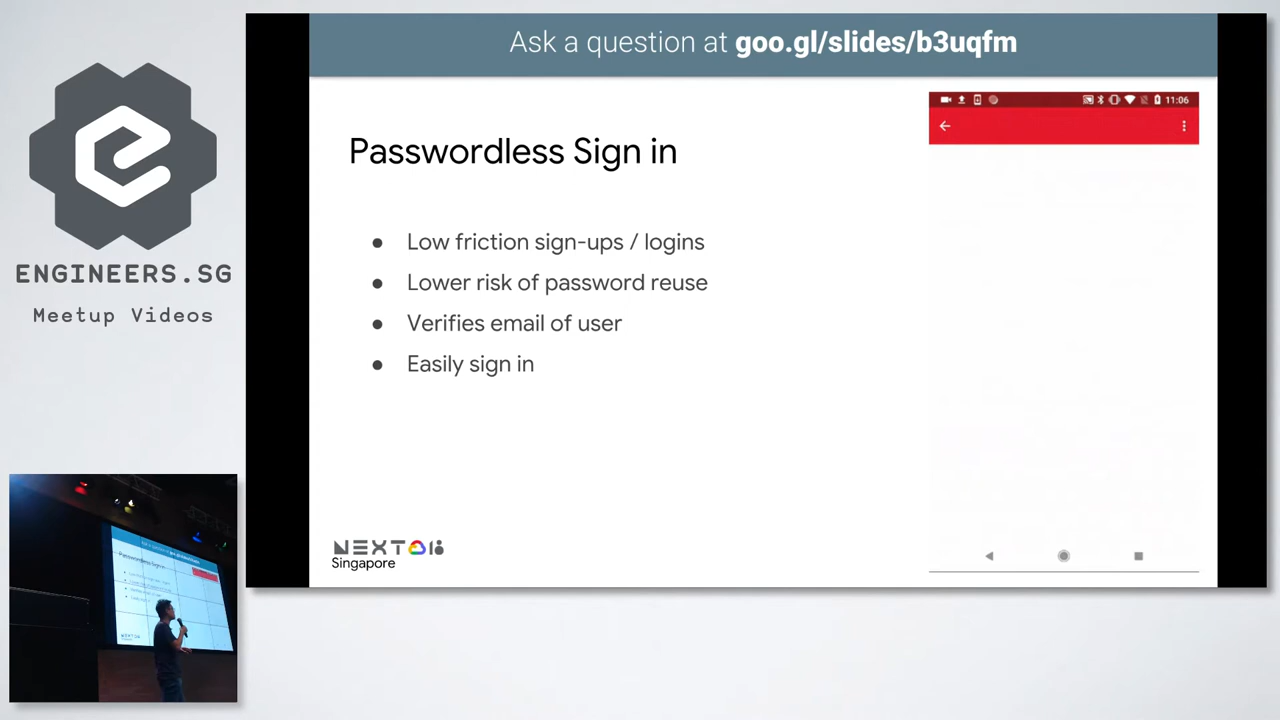 Ask a question at goo.gl/slides/b3uqfm
11:06
Passwordless Sign in
● Low friction sign-ups / logins
● Lower risk of password reuse
● Verifies email of user
● Easily sign in
NEXT18
Singapore
ENGINEERS.SG
Meetup Videos